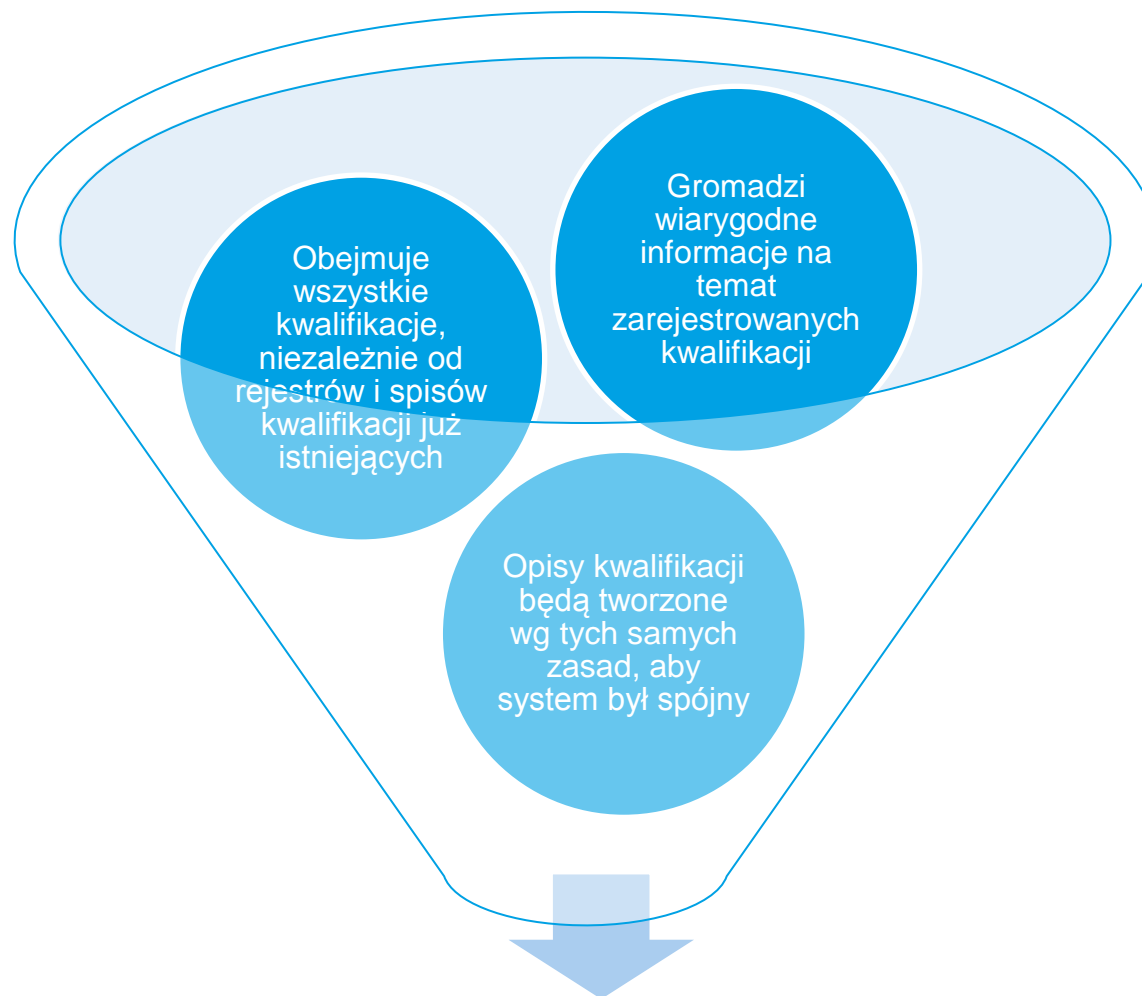 Obejmuje
wszystkie
kwalifikacje,
niezależnie od
rejestrów i spisów
kwalifikacji już
istniejących
Gromadzi
wiarygodne
informacje na
temat
zarejestrowanych
kwalifikacji
Opisy kwalifikacji
będą tworzone
wg tych samych
zasad, aby
system był spójny